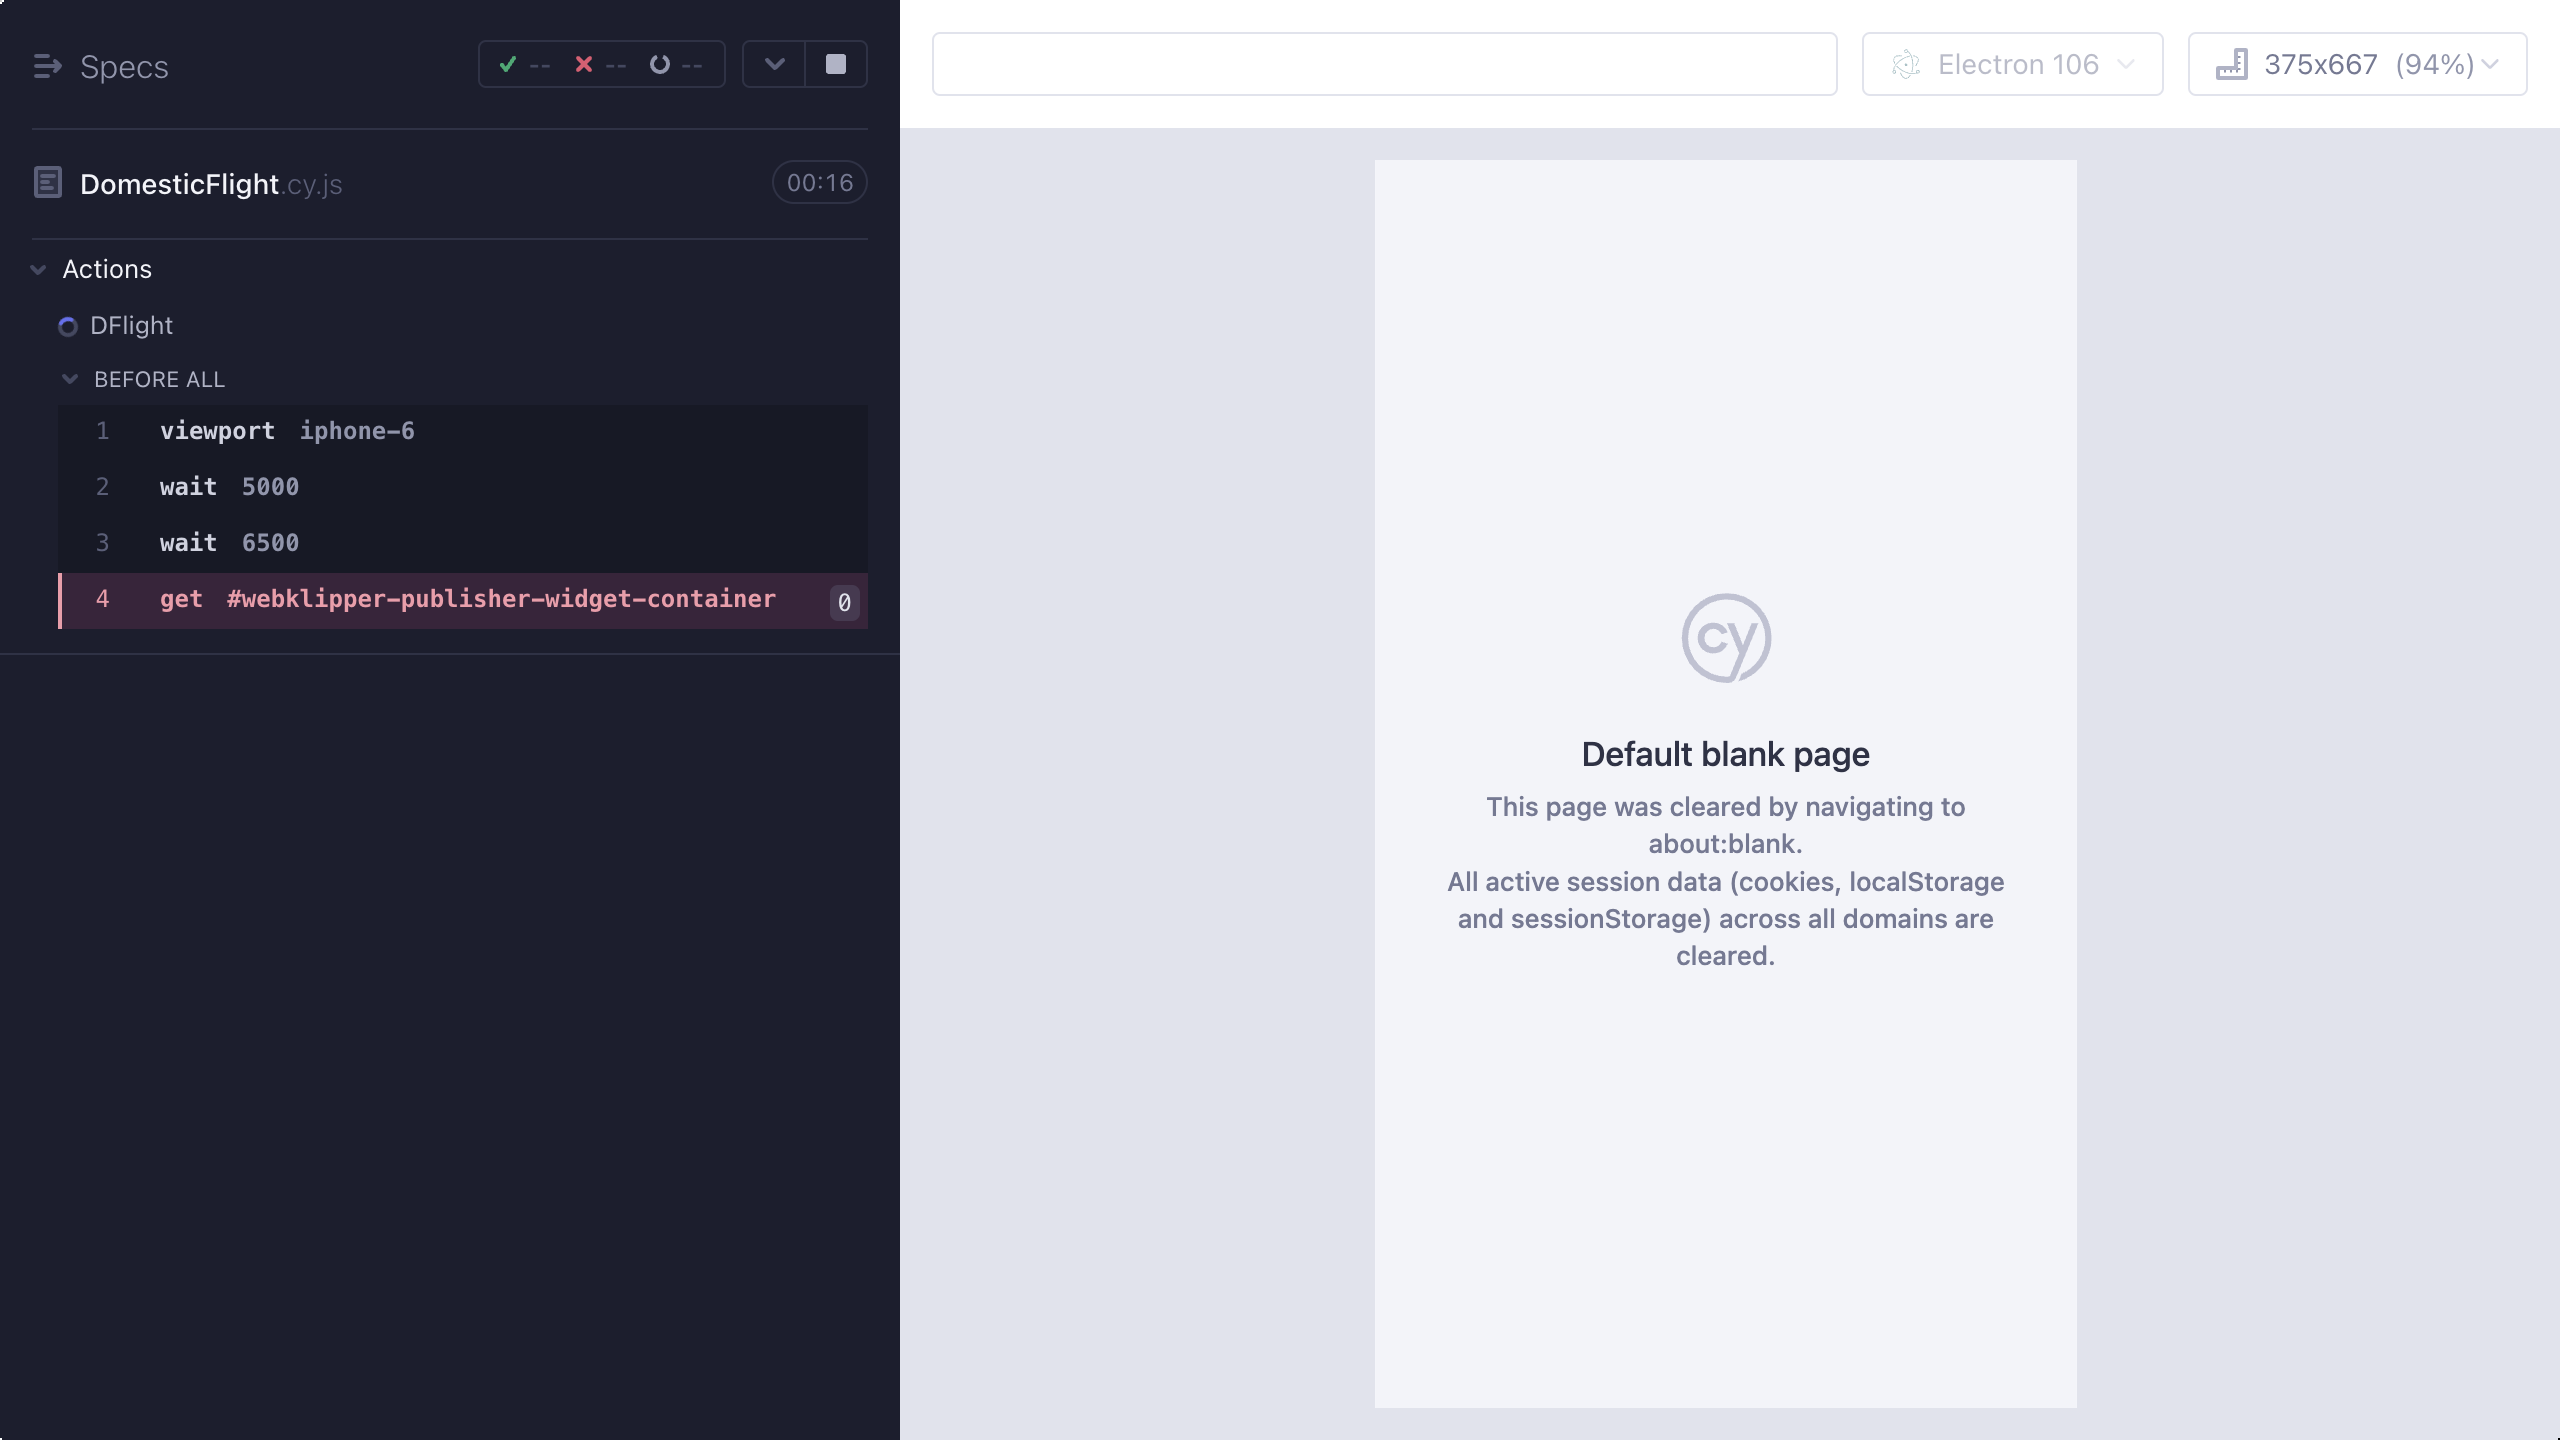 Specs
-- -- --
DomesticFlight.cy.js
00:16
Actions
DFlight
BEFORE ALL
1 viewport iphone-6
2 wait 5000
3 wait 6500
4 get #webklipper-publisher-widget-container 0
Electron 106
375x667 (94%)
cy
Default blank page
This page was cleared by navigating to
about:blank.
All active session data (cookies, localStorage
and sessionStorage) across all domains are
cleared.